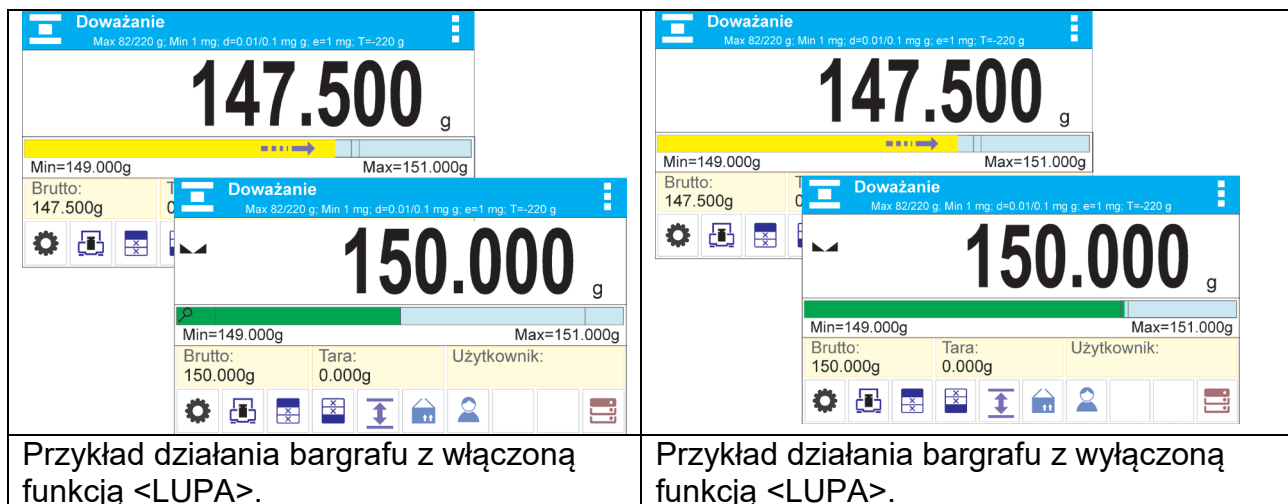 Doważanie
Max 82/220 g; Min 1 mg; d=0.01/0.1 mg g; e=1 mg; T=-220 g
147.500 g
Min=149.000g Max=151.000g
Brutto: T
147.500g 0
Doważanie
Max 82/220 g; Min 1 mg; d=0.01/0.1 mg g; e=1 mg; T=-220 g
150.000 g
Min=149.000g Max=151.000g
Brutto: Tara: Użytkownik:
150.000g 0.000g
Przykład działania bargrafu z włączoną
funkcją <LUPA>.
Doważanie
Max 82/220 g; Min 1 mg; d=0.01/0.1 mg g; e=1 mg; T=-220 g
147.500 g
Min=149.000g Max=151.000g
Brutto: T
147.500g 0
Doważanie
Max 82/220 g; Min 1 mg; d=0.01/0.1 mg g; e=1 mg; T=-220 g
150.000 g
Min=149.000g Max=151.000g
Brutto: Tara: Użytkownik:
150.000g 0.000g
Przykład działania bargrafu z wyłączoną
funkcją <LUPA>.